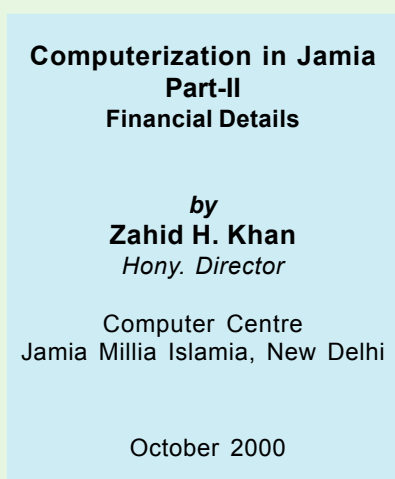 Computerization in Jamia
Part-II
Financial Details
by
Zahid H. Khan
Hony. Director
Computer Centre
Jamia Millia Islamia, New Delhi
October 2000